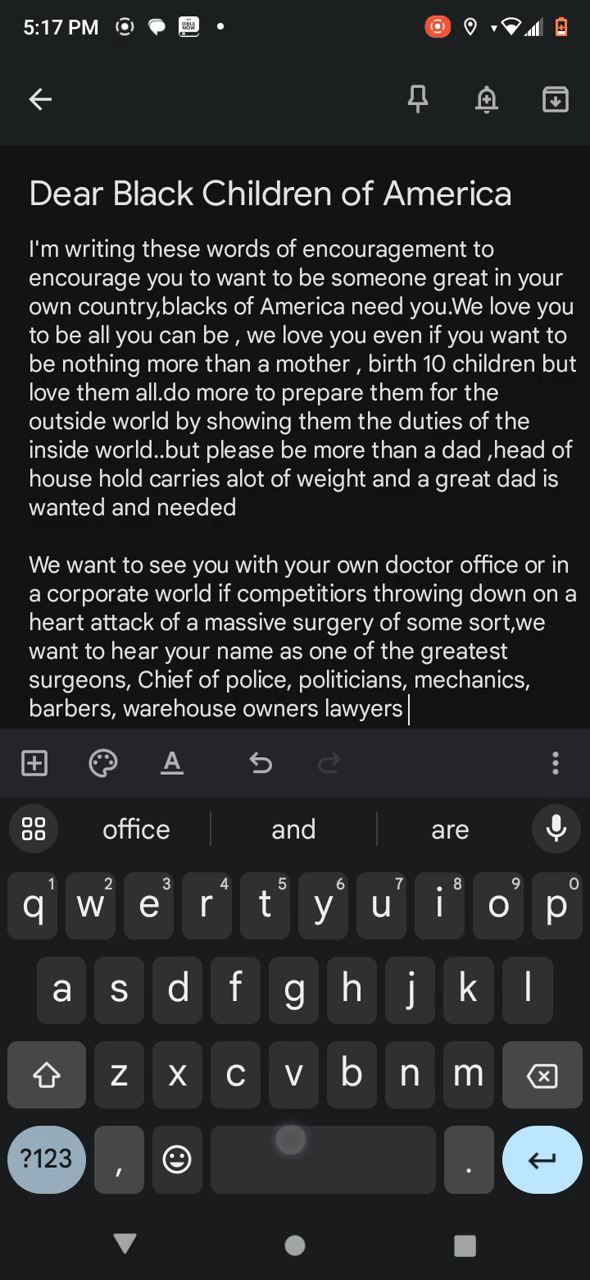 5:17 PM
Dear Black Children of America
I'm writing these words of encouragement to
encourage you to want to be someone great in your
own country,blacks of America need you.We love you
to be all you can be , we love you even if you want to
be nothing more than a mother , birth 10 children but
love them all.do more to prepare them for the
outside world by showing them the duties of the
inside world..but please be more than a dad ,head of
house hold carries alot of weight and a great dad is
wanted and needed
We want to see you with your own doctor office or in
a corporate world if competitiors throwing down on a
heart attack of a massive surgery of some sort,we
want to hear your name as one of the greatest
surgeons, Chief of police, politicians, mechanics,
barbers, warehouse owners lawyers
A
office and are
1 2 3 4 5 6 7 8 9 0
q w e r t y u i o p
a s d f g h j k l
z x c v b n m
?123 , .